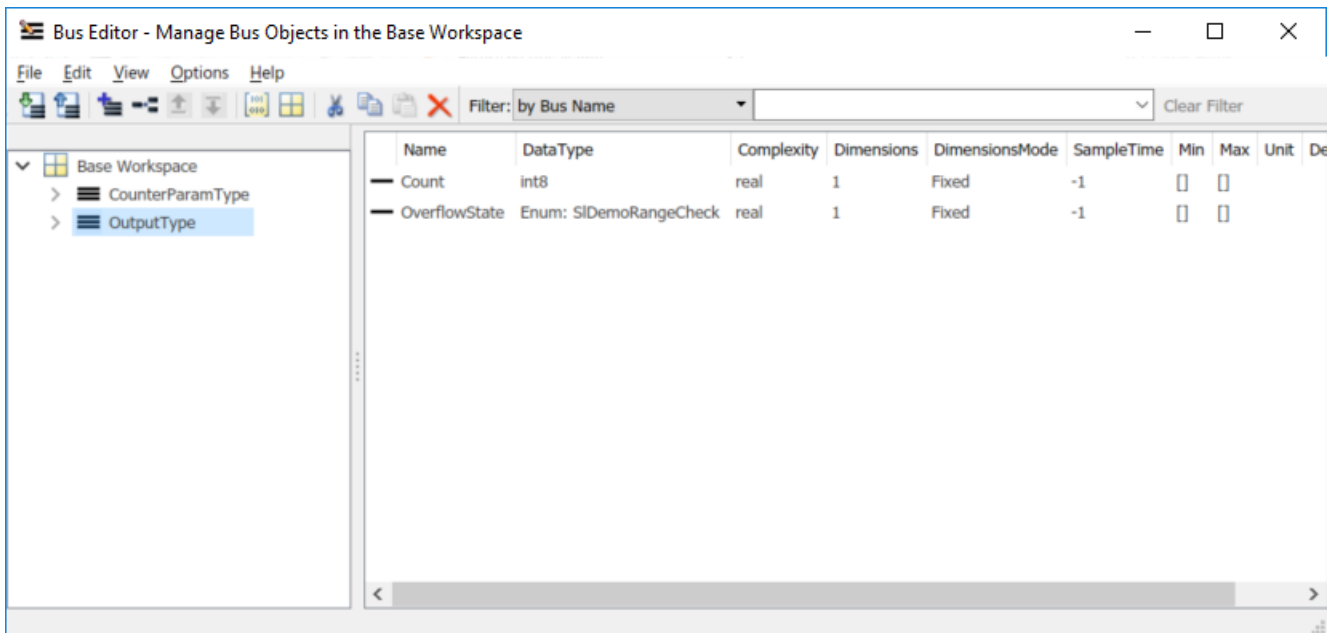 Bus Editor - Manage Bus Objects in the Base Workspace
File Edit View Options Help
Filter: by Bus Name Clear Filter
Base Workspace
CounterParamType
OutputType
Name DataType Complexity Dimensions DimensionsMode SampleTime Min Max Unit De
Count int8 real 1 Fixed -1 [] []
OverflowState Enum: SlDemoRangeCheck real 1 Fixed -1 [] []